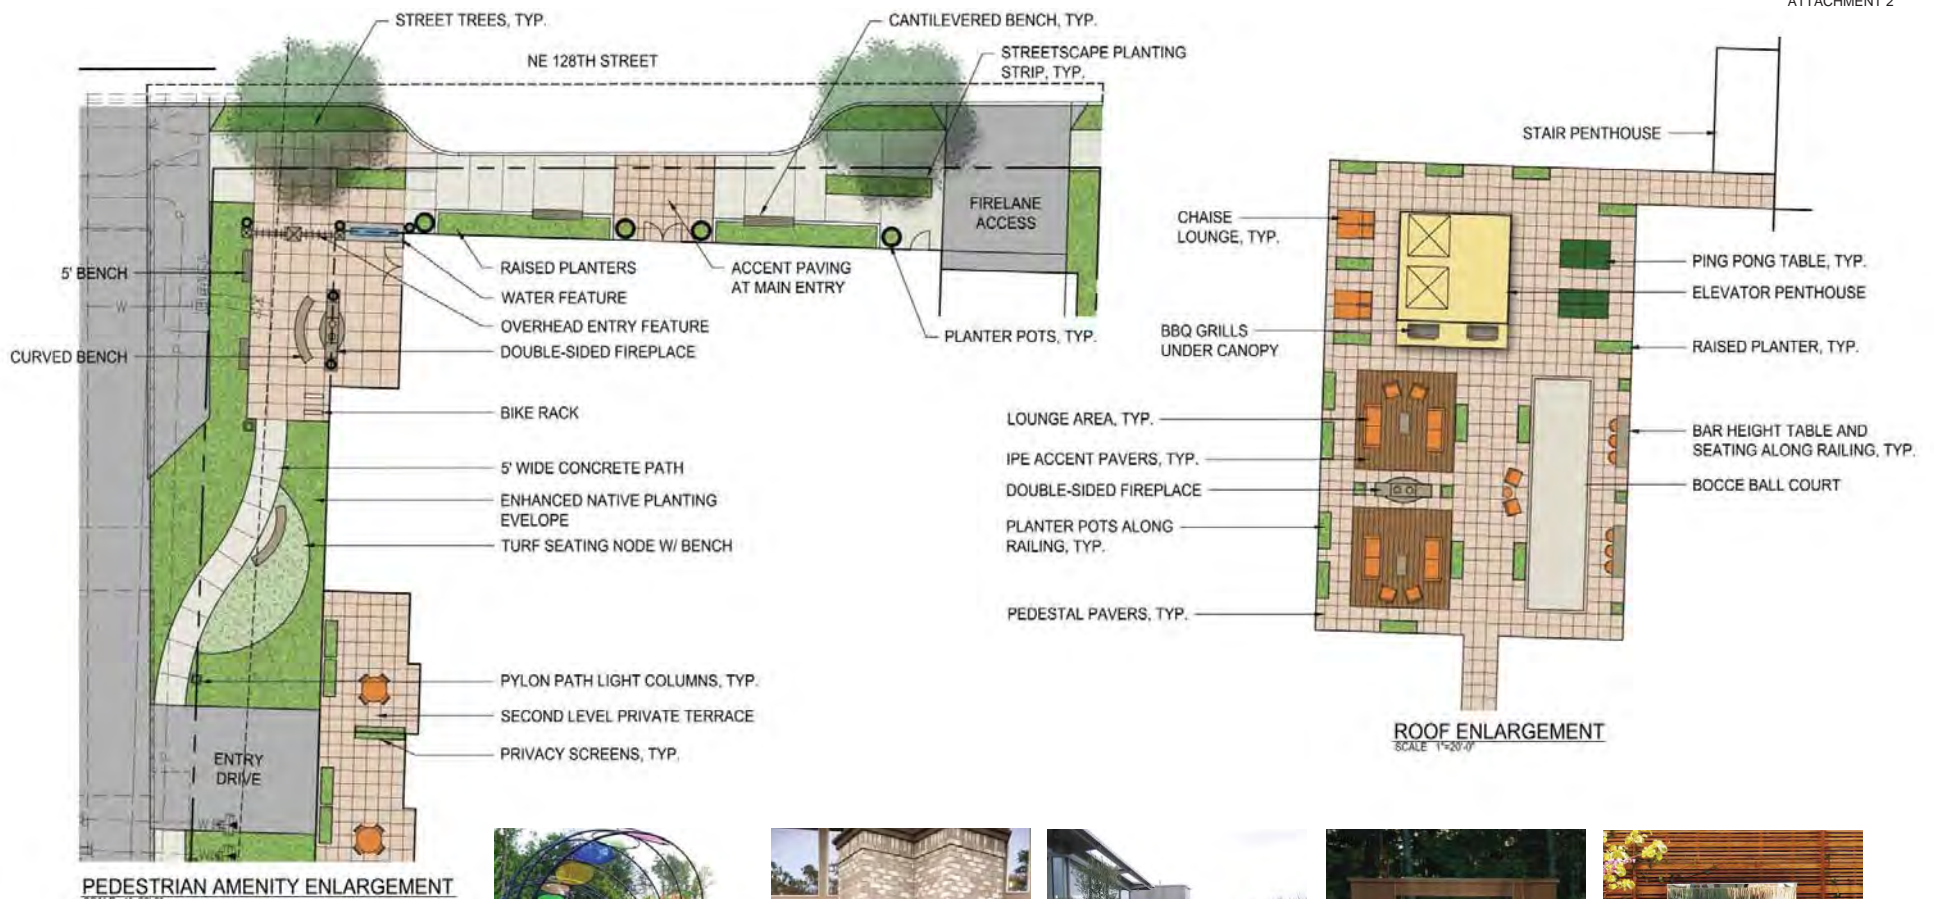 ATTACHMENT 2
STREET TREES, TYP.
CANTILEVERED BENCH, TYP.
NE 128TH STREET
STREETSCAPE PLANTING
STRIP, TYP.
FIRELANE
ACCESS
5' BENCH
CURVED BENCH
RAISED PLANTERS
WATER FEATURE
OVERHEAD ENTRY FEATURE
DOUBLE-SIDED FIREPLACE
ACCENT PAVING
AT MAIN ENTRY
PLANTER POTS, TYP.
BIKE RACK
5' WIDE CONCRETE PATH
ENHANCED NATIVE PLANTING
EVELOPE
TURF SEATING NODE W/ BENCH
PYLON PATH LIGHT COLUMNS, TYP.
SECOND LEVEL PRIVATE TERRACE
PRIVACY SCREENS, TYP.
ENTRY
DRIVE
PEDESTRIAN AMENITY ENLARGEMENT
STAIR PENTHOUSE
CHAISE
LOUNGE, TYP.
PING PONG TABLE, TYP.
ELEVATOR PENTHOUSE
BBQ GRILLS
UNDER CANOPY
RAISED PLANTER, TYP.
LOUNGE AREA, TYP.
BAR HEIGHT TABLE AND
SEATING ALONG RAILING, TYP.
IPE ACCENT PAVERS, TYP.
DOUBLE-SIDED FIREPLACE
BOCCE BALL COURT
PLANTER POTS ALONG
RAILING, TYP.
PEDESTAL PAVERS, TYP.
ROOF ENLARGEMENT
SCALE 1"=20'-0"